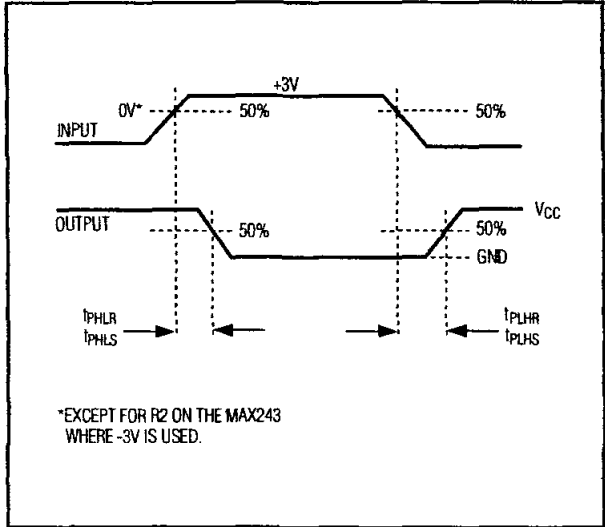 +3V
0V* 50% 50%
INPUT
OUTPUT VCC
50% 50%
GND
tPHLR tPLHR
tPHLS tPLHS
*EXCEPT FOR R2 ON THE MAX243
WHERE -3V IS USED.